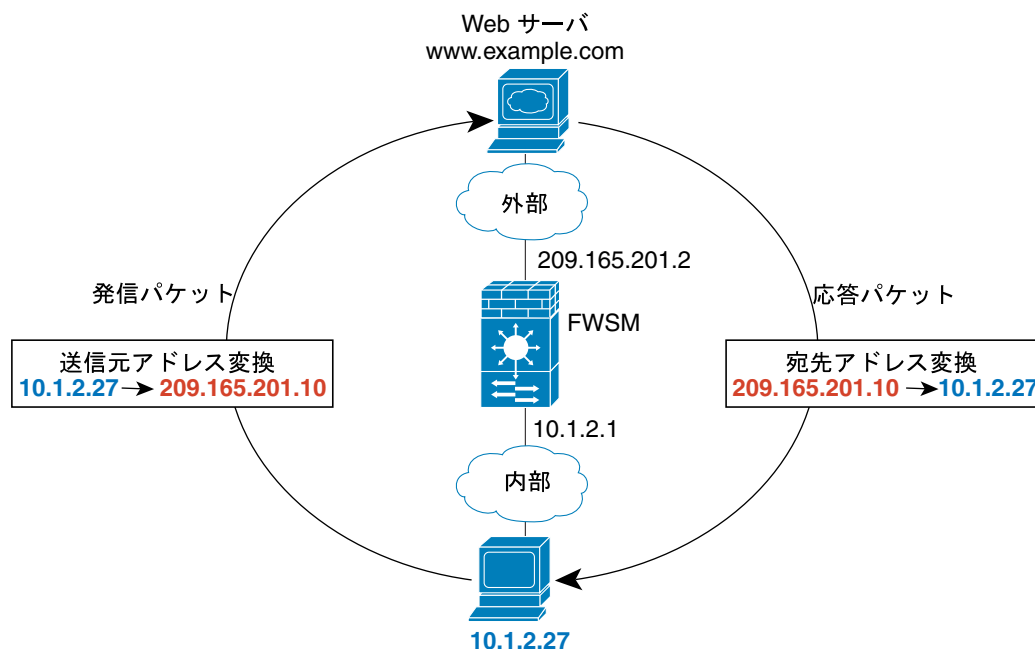 Web サーバ
www.example.com
外部
209.165.201.2
発信パケット
応答パケット
FWSM
送信元アドレス変換
10.1.2.27 → 209.165.201.10
宛先アドレス変換
209.165.201.10 → 10.1.2.27
10.1.2.1
内部
10.1.2.27